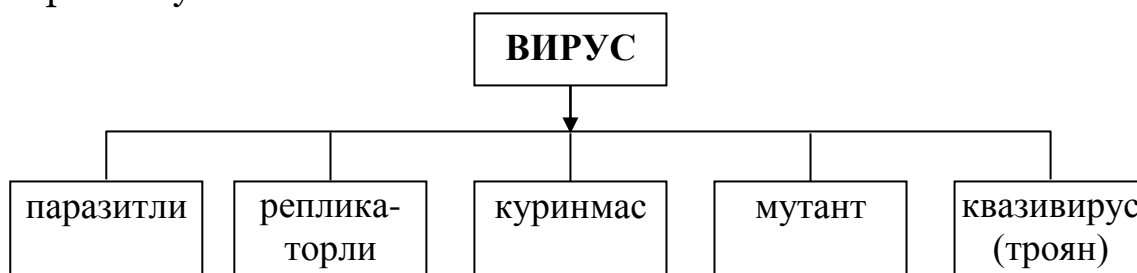 ВИРУС
паразитли
реплика-
торли
куринмас
мутант
квазивирус
(троян)